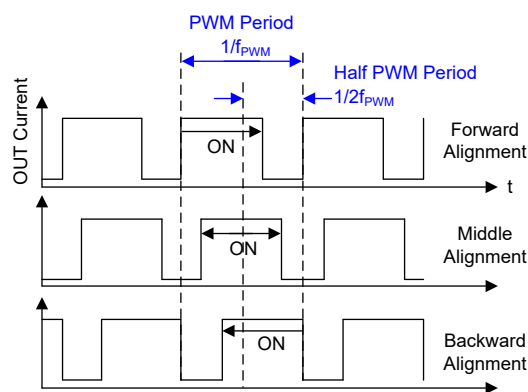 PWM Period
1/fPWM
Half PWM Period
1/2fPWM
OUT Current
ON
Forward
Alignment
t
ON
Middle
Alignment
ON
Backward
Alignment